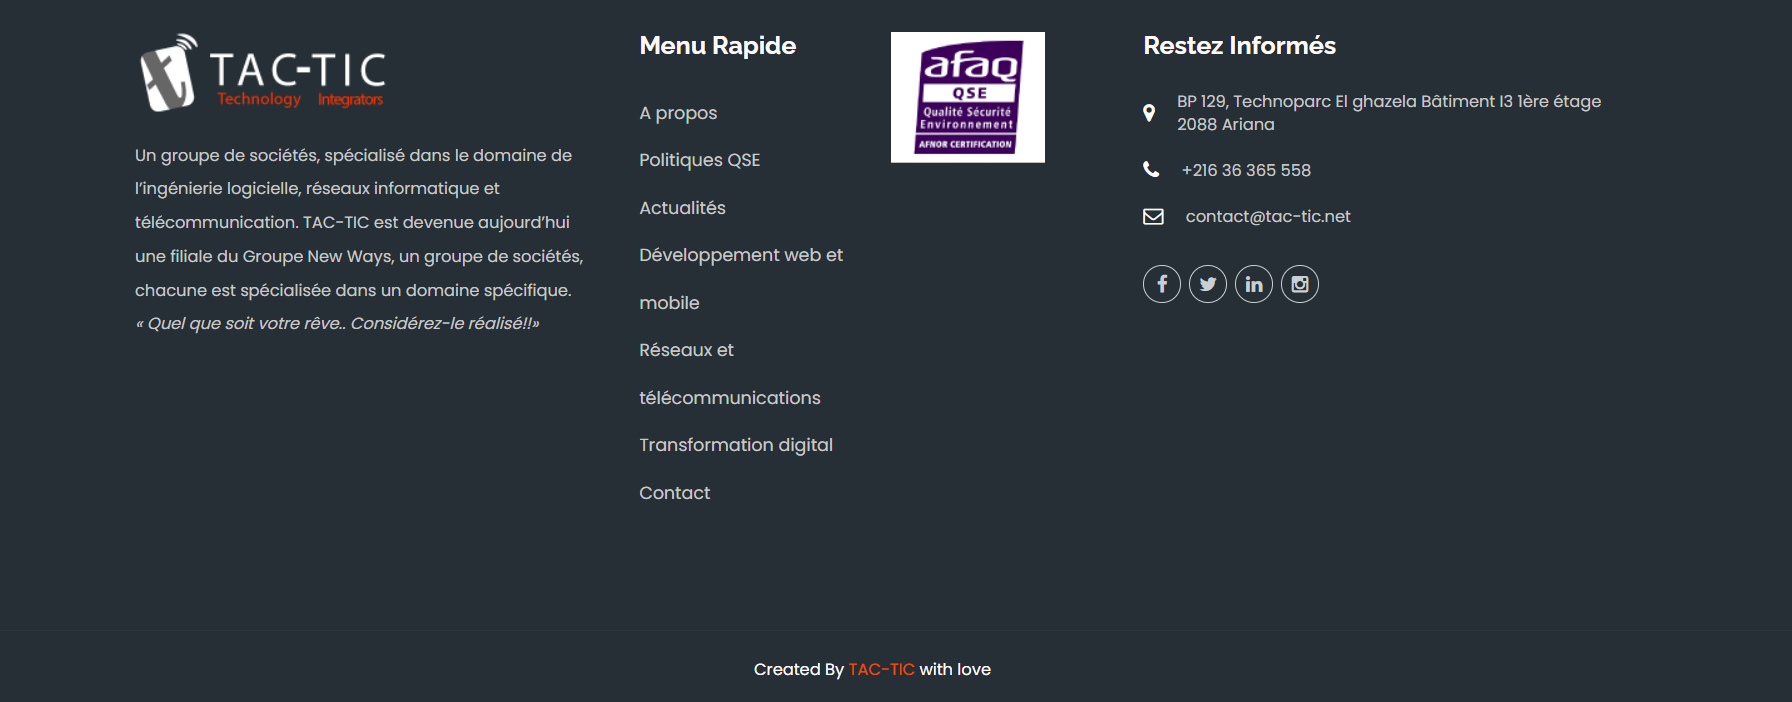 TAC-TIC
Technology Integrators
Un groupe de sociétés, spécialisé dans le domaine de
l’ingénierie logicielle, réseaux informatique et
télécommunication. TAC-TIC est devenue aujourd’hui
une filiale du Groupe New Ways, un groupe de sociétés,
chacune est spécialisée dans un domaine spécifique.
« Quel que soit votre rêve.. Considérez-le réalisé!!»
Menu Rapide
A propos
Politiques QSE
Actualités
Développement web et
mobile
Réseaux et
télécommunications
Transformation digital
Contact
afaq
QSE
Qualité Sécurité
Environnement
AFNOR CERTIFICATION
Restez Informés
BP 129, Technoparc El ghazela Bâtiment I3 1ère étage
2088 Ariana
+216 36 365 558
contact@tac-tic.net
Created By TAC-TIC with love